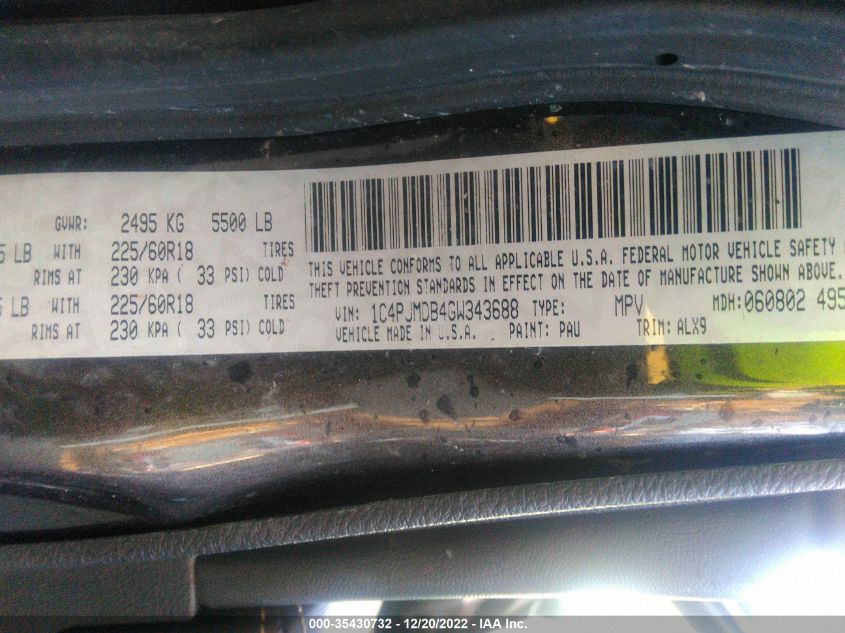 GVWR: 2495 KG 5500 LB
5 LB WITH 225/60R18 TIRES
RIMS AT 230 KPA ( 33 PSI) COLD
LB WITH 225/60R18 TIRES
RIMS AT 230 KPA ( 33 PSI) COLD
THIS VEHICLE CONFORMS TO ALL APPLICABLE U.S.A. FEDERAL MOTOR VEHICLE SAFETY
THEFT PREVENTION STANDARDS IN EFFECT ON THE DATE OF MANUFACTURE SHOWN ABOVE.
VIN: 1C4PJMDB4GW343688 TYPE: MPV MDH: 060802 495
VEHICLE MADE IN U.S.A. PAINT: PAU TRIM: ALX9
000-35430732 - 12/20/2022 - IAA Inc.